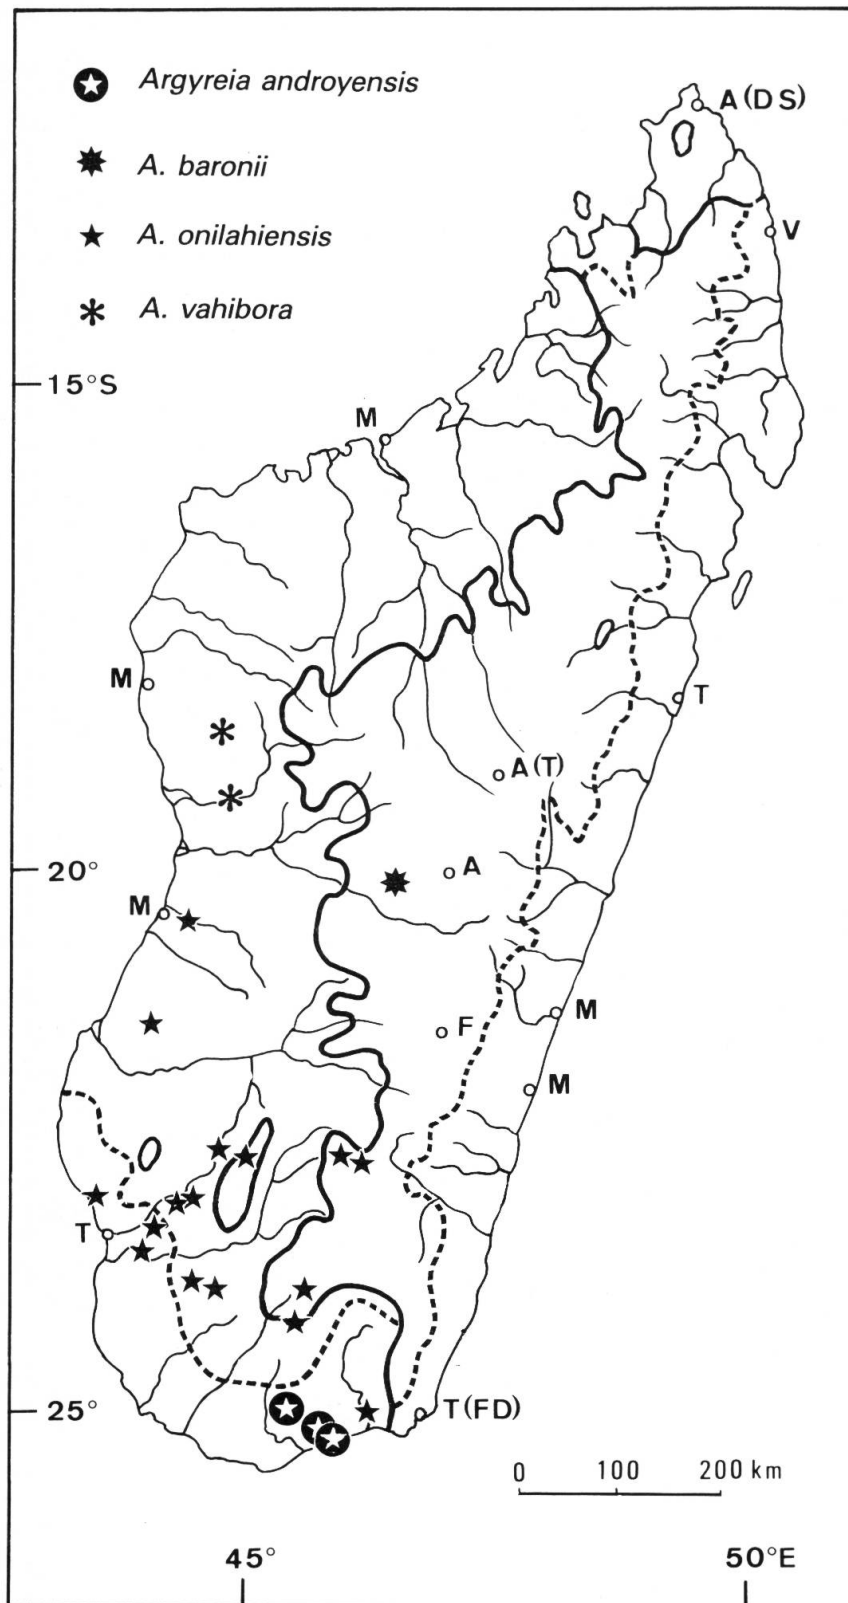 Argyreia androyensis
A. baronii
A. onilahiensis
A. vahibora
A (DS)
V
15°S
M
M
T
A (T)
20°
A
M
M
F
M
T
25°
T (FD)
0 100 200 km
45° 50°E